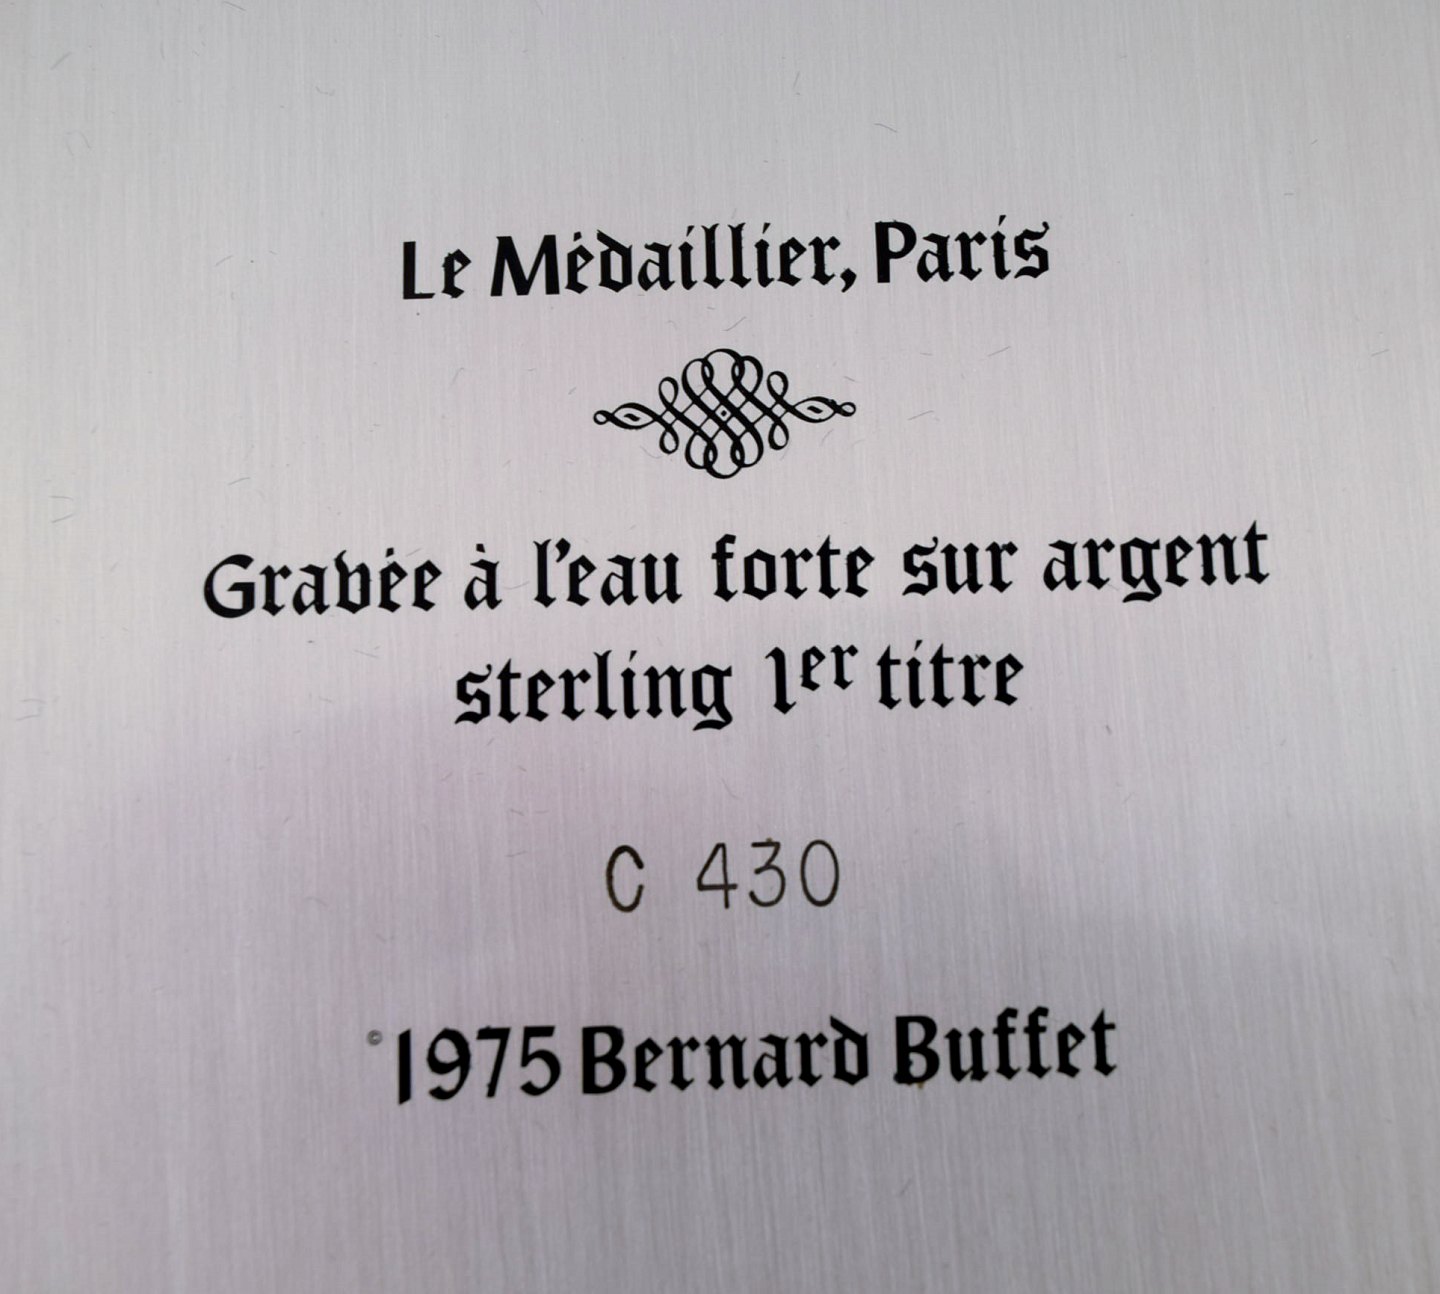 Le Médaillier, Paris
Gravée à l'eau forte sur argent
sterling 1er titre
C 430
© 1975 Bernard Buffet